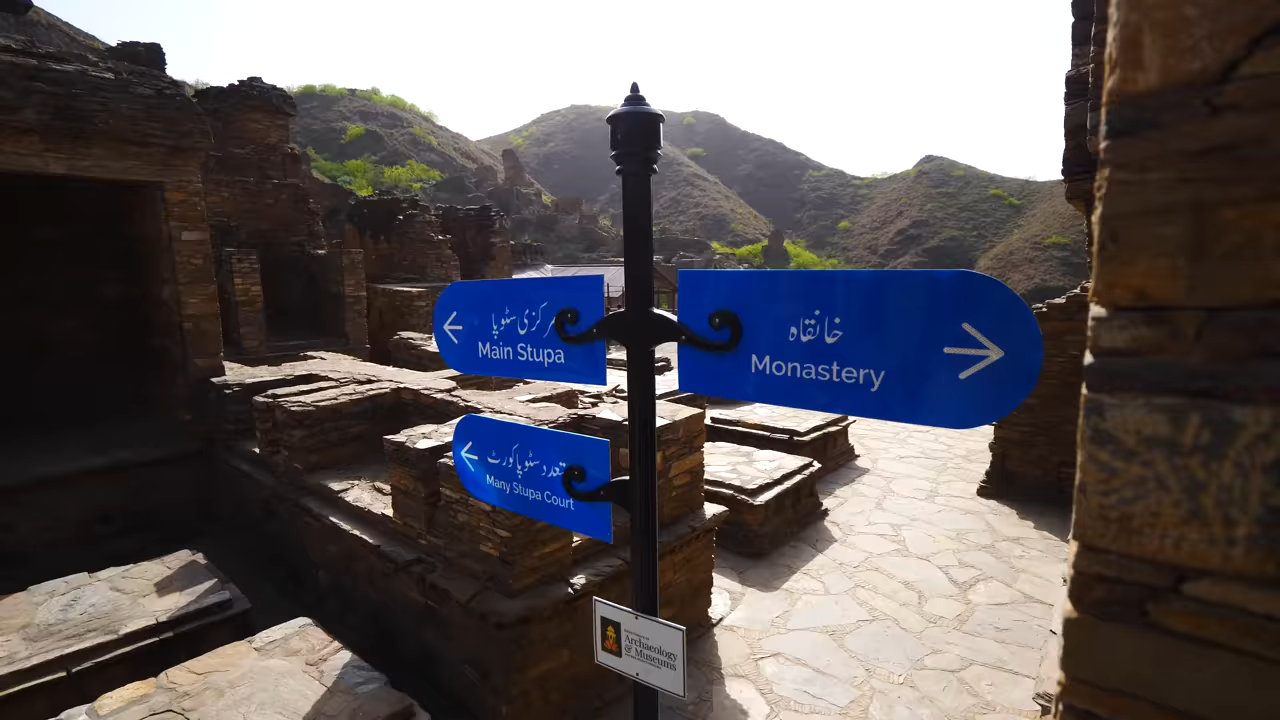 مرکزی سٹوپا
Main Stupa
خانقاہ
Monastery
متعدد سٹوپا کورٹ
Many Stupa Court
Archaeology
& Museums